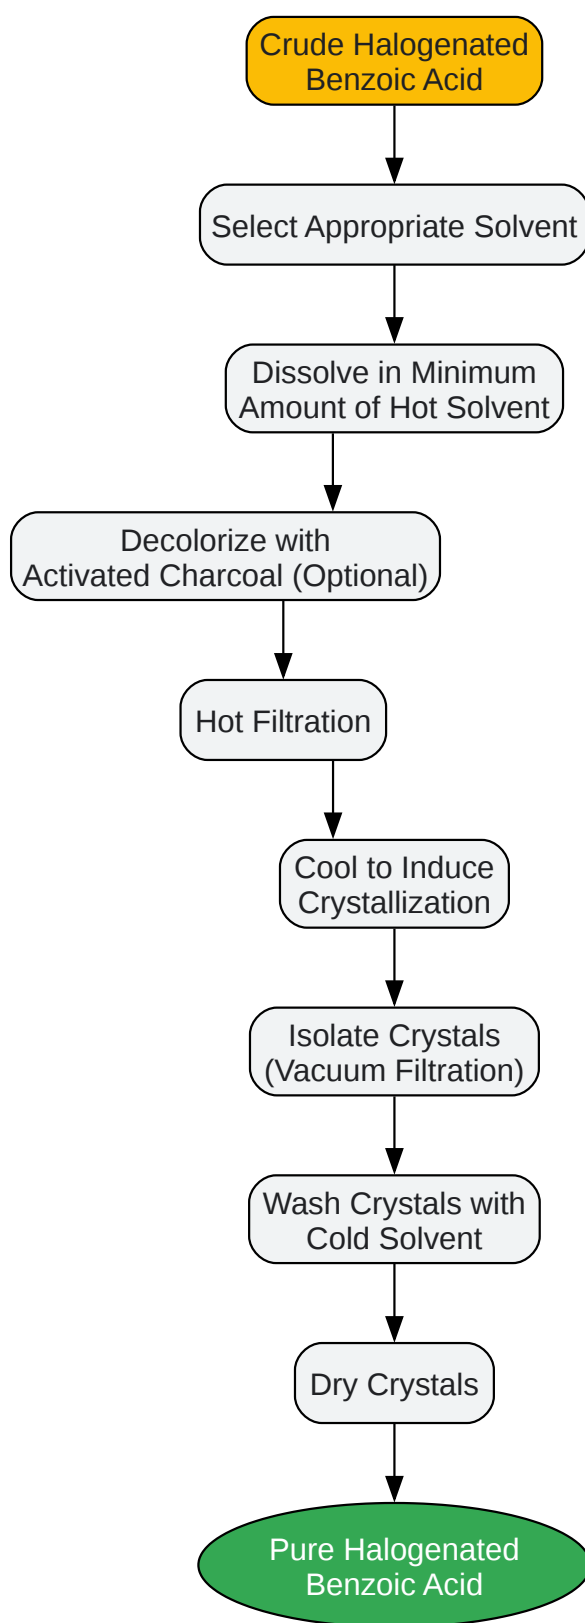 Crude Halogenated
Benzoic Acid
Select Appropriate Solvent
Dissolve in Minimum
Amount of Hot Solvent
Decolorize with
Activated Charcoal (Optional)
Hot Filtration
Cool to Induce
Crystallization
Isolate Crystals
(Vacuum Filtration)
Wash Crystals with
Cold Solvent
Dry Crystals
Pure Halogenated
Benzoic Acid